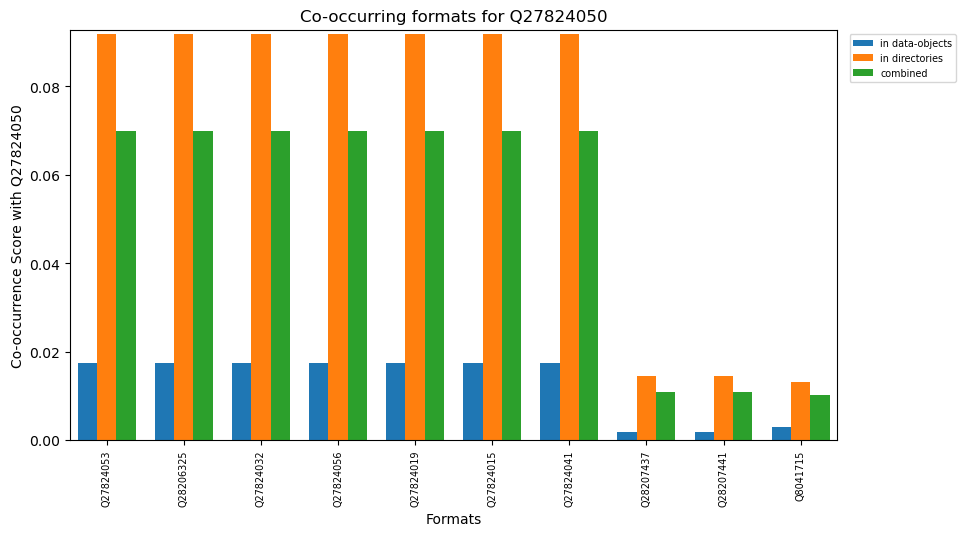 Co-occurring formats for Q27824050
in data-objects
in directories
combined
Co-occurrence Score with Q27824050
0.08
0.06
0.04
0.02
0.00
Q27824053
Q28206325
Q27824032
Q27824056
Q27824019
Q27824015
Q27824041
Q28207437
Q28207441
Q8041715
Formats